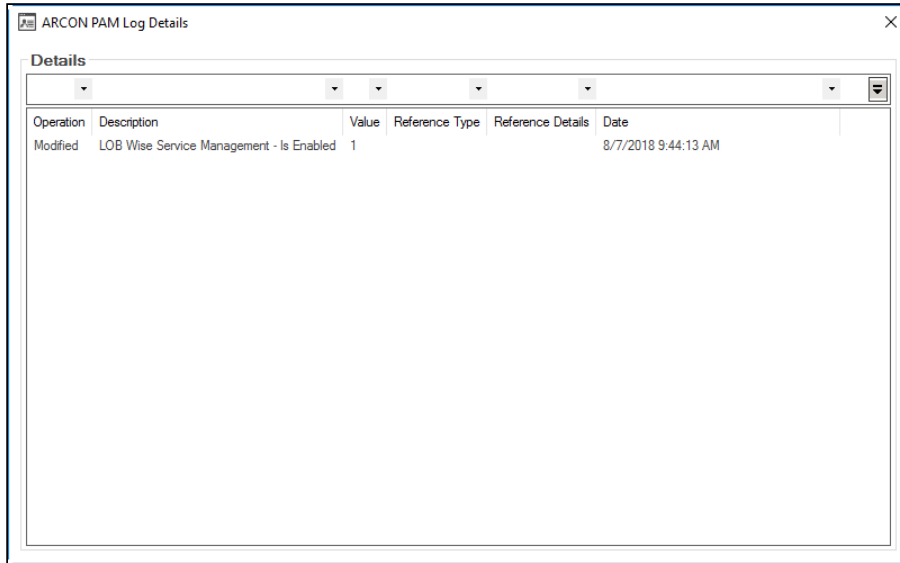 ARCON PAM Log Details
Details
Operation Description Value Reference Type Reference Details Date
Modified LOB Wise Service Management - Is Enabled 1 8/7/2018 9:44:13 AM